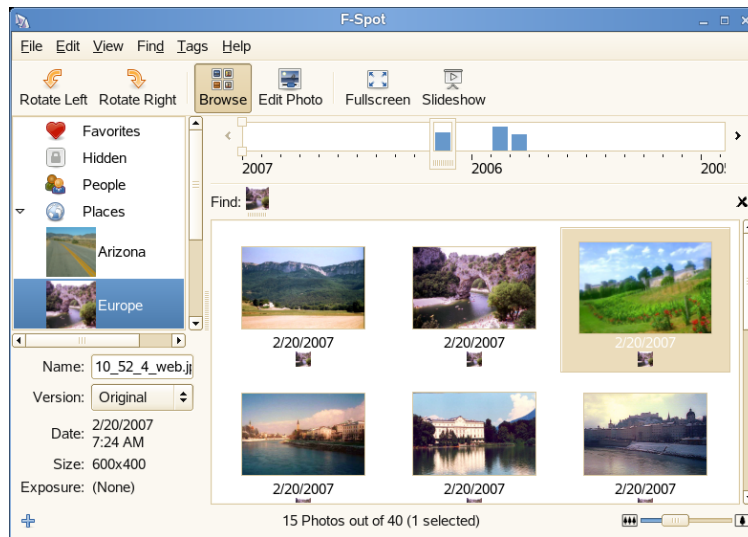 F-Spot
File Edit View Find Tags Help
Rotate Left Rotate Right Browse Edit Photo Fullscreen Slideshow
Favorites
Hidden
People
Places
Arizona
Europe
2007 2006 200
Find:
2/20/2007 2/20/2007 2/20/2007
2/20/2007 2/20/2007 2/20/2007
Name: 10_52_4_web.j
Version: Original
Date: 2/20/2007
7:24 AM
Size: 600x400
Exposure: (None)
15 Photos out of 40 (1 selected)